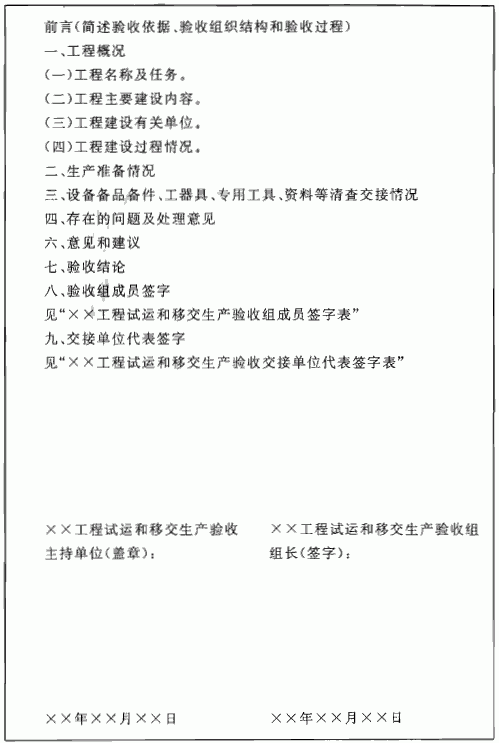 前言(简述验收依据、验收组织结构和验收过程)
一、工程概况
(一)工程名称及任务。
(二)工程主要建设内容。
(三)工程建设有关单位。
(四)工程建设过程情况。
二、生产准备情况
三、设备备品备件、工器具、专用工具、资料等清查交接情况
四、存在的问题及处理意见
六、意见和建议
七、验收结论
八、验收组成员签字
见“××工程试运和移交生产验收组成员签字表”
九、交接单位代表签字
见“××工程试运和移交生产验收交接单位代表签字表”
××工程试运和移交生产验收
主持单位(盖章):
××工程试运和移交生产验收组
组长(签字):
××年××月××日
××年××月××日